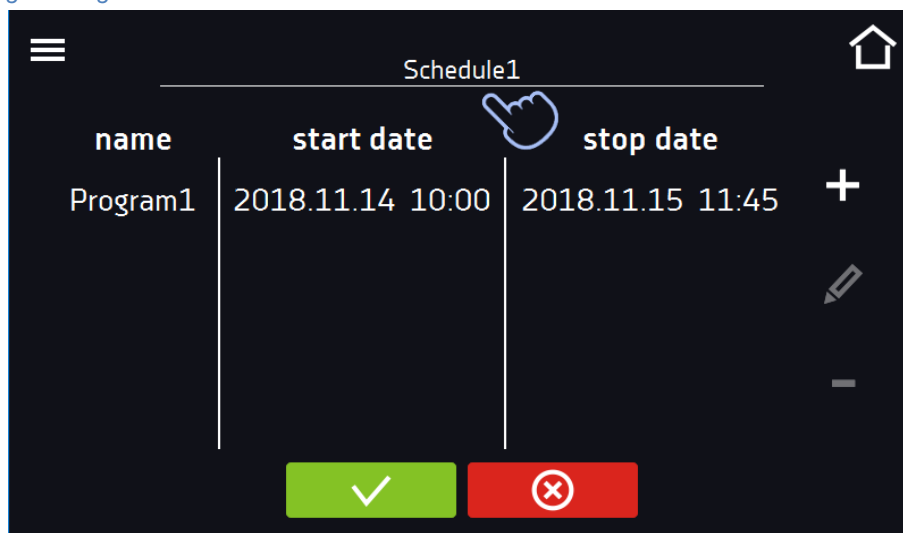 Schedule1
name start date stop date
Program1 2018.11.14 10:00 2018.11.15 11:45